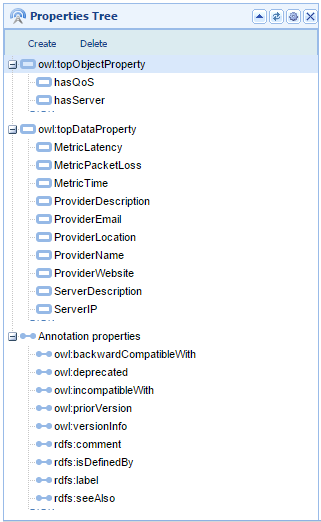 Properties Tree
Create Delete
owl:topObjectProperty
hasQoS
hasServer
owl:topDataProperty
MetricLatency
MetricPacketLoss
MetricTime
ProviderDescription
ProviderEmail
ProviderLocation
ProviderName
ProviderWebsite
ServerDescription
ServerIP
Annotation properties
owl:backwardCompatibleWith
owl:deprecated
owl:incompatibleWith
owl:priorVersion
owl:versionInfo
rdfs:comment
rdfs:isDefinedBy
rdfs:label
rdfs:seeAlso